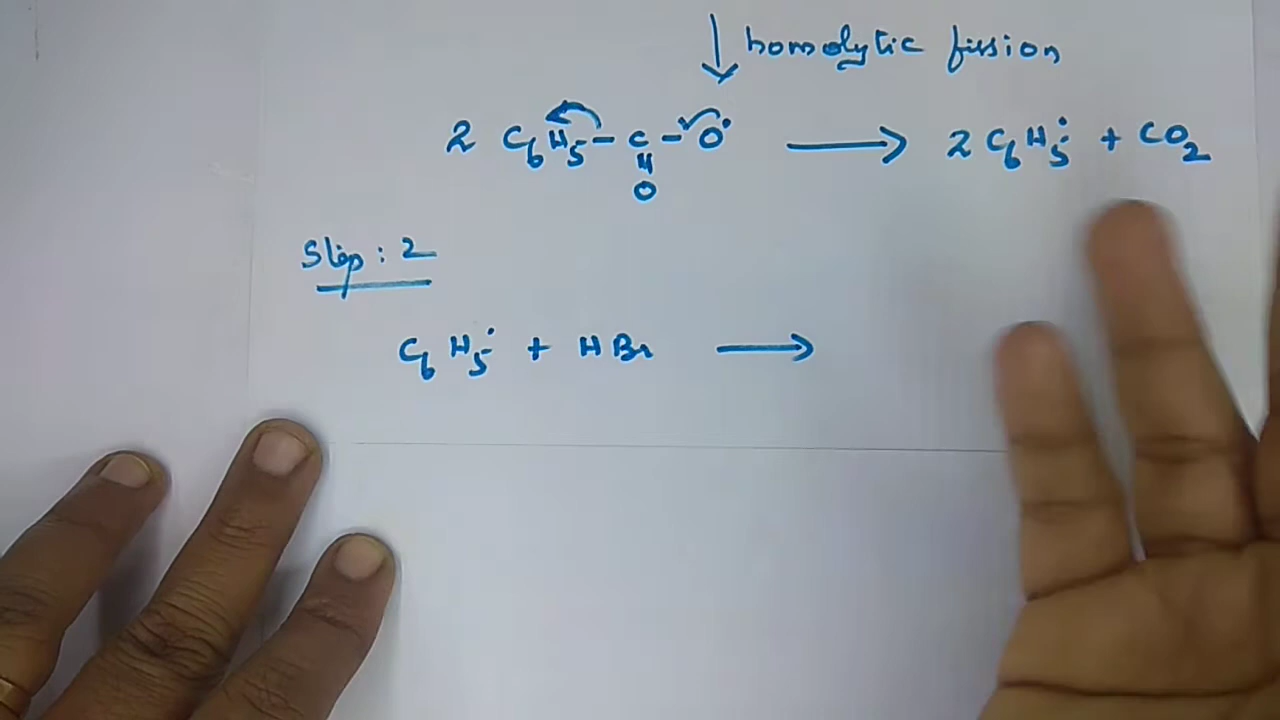 ↓ homolytic fission
2 C₆H₅–C–O• ⟶ 2 C₆H₅• + CO₂
॥
O
Step : 2
C₆H₅• + HBr ⟶